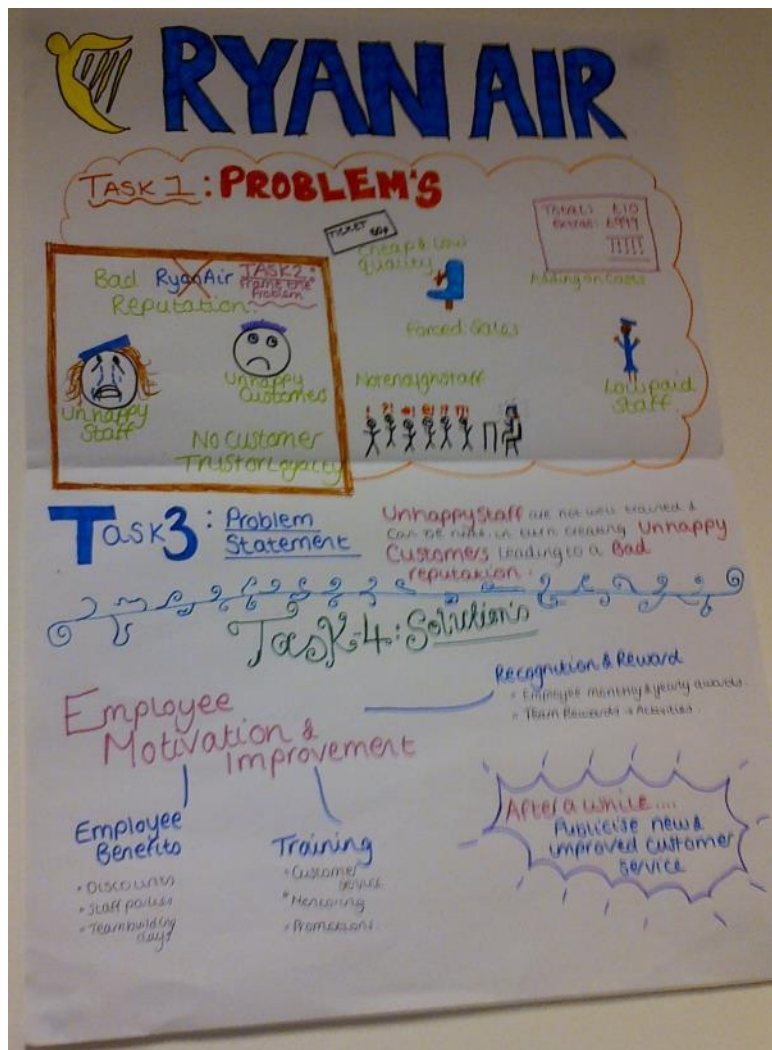 RYAN AIR
TASK 1: PROBLEM'S
TICKET
Cheap & Low
quality
Total: £10
extras: £999
Adding on Costs
Forced Sales
Low paid
Staff
Not enough staff
Bad RyanAir
Reputation
TASK 2:
Frame the
Problem
Unhappy
Staff
Unhappy
Customers
No Customer
Trust or Loyalty
Task 3: Problem
Statement
Unhappy Staff are not well trained &
can be rude in turn creating Unhappy
Customers leading to a Bad
reputation.
Task 4: Solution's
Employee
Motivation &
Improvement
Recognition & Reward
• Employee monthly & yearly awards.
• Team Rewards → Activities.
Employee
Benefits
• Discounts
• Staff parties
• Teambuilding
days
Training
• Customer
service
• Mentoring
• Promotions.
After a while....
Publicise new &
improved customer
service